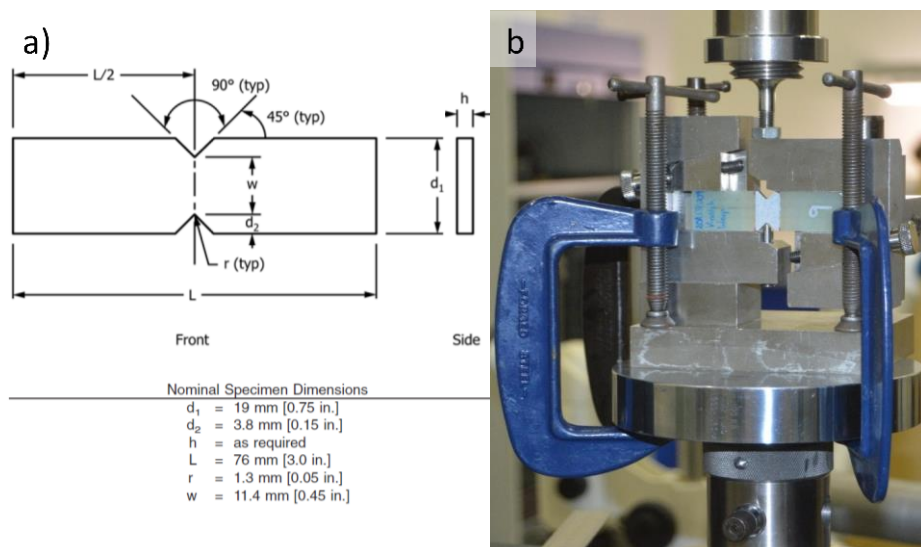 a)
L/2
90° (typ)
45° (typ)
h
w
d₁
d₂
r (typ)
L
Front
Side
Nominal Specimen Dimensions
d₁ = 19 mm [0.75 in.]
d₂ = 3.8 mm [0.15 in.]
h = as required
L = 76 mm [3.0 in.]
r = 1.3 mm [0.05 in.]
w = 11.4 mm [0.45 in.]
b